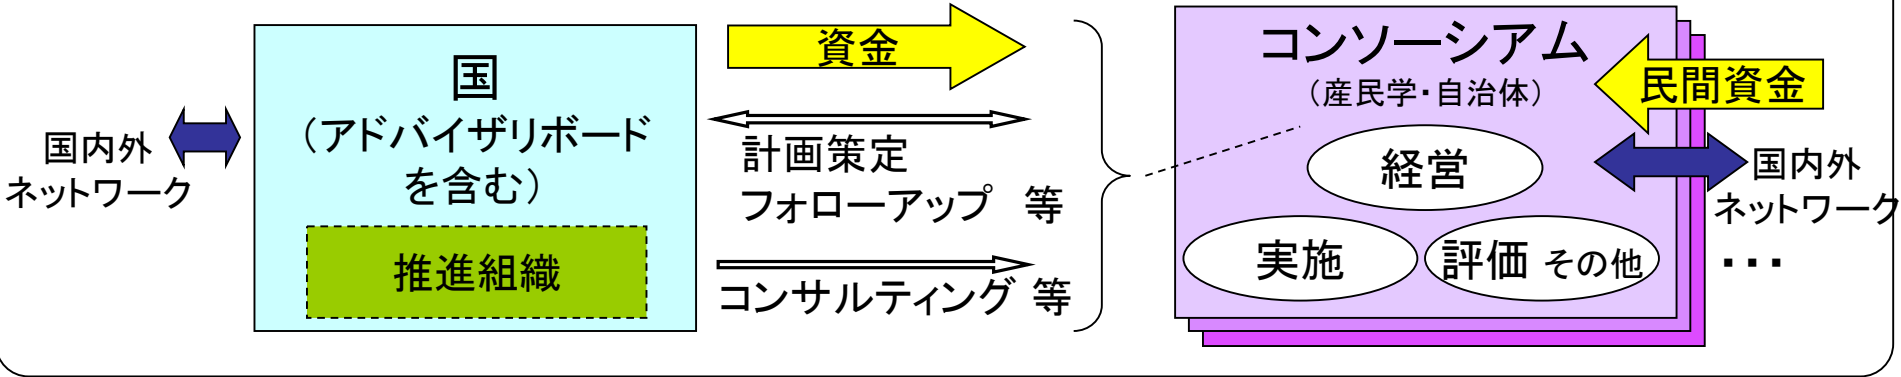 国内外
ネットワーク
国
（アドバイザリボード
を含む）
推進組織
資金
計画策定
フォローアップ 等
コンサルティング 等
コンソーシアム
（産民学・自治体）
経営
実施
評価 その他
民間資金
国内外
ネットワーク
・・・